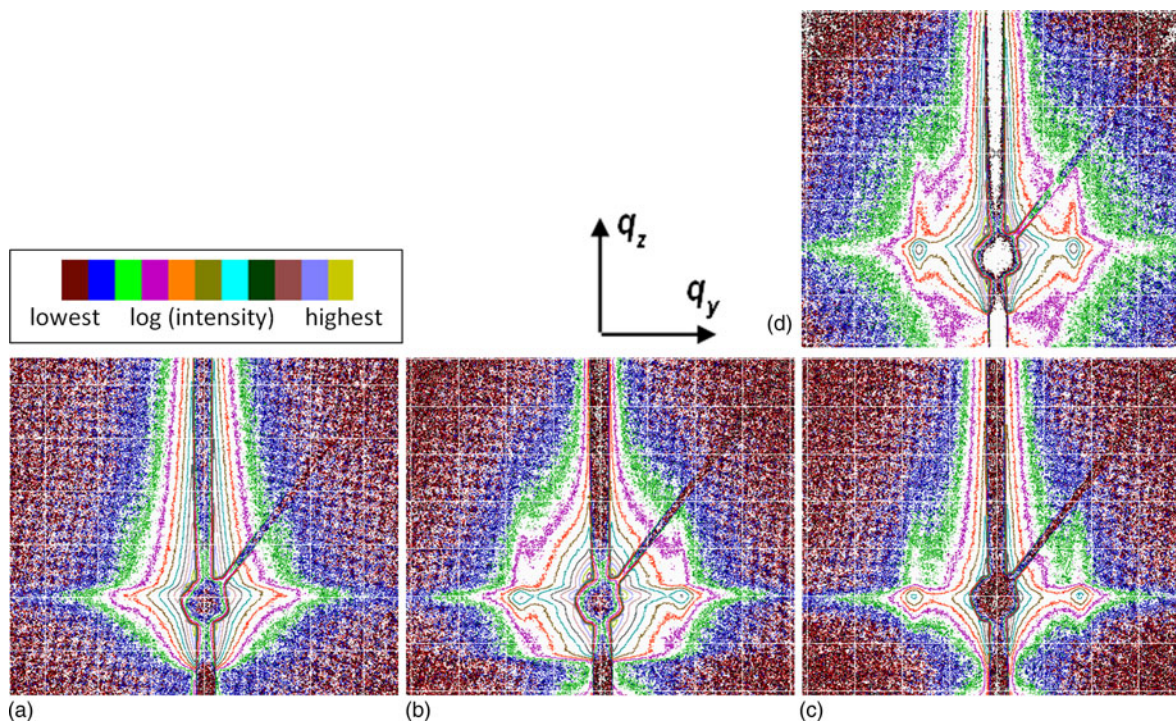 q_z
q_y
(d)
lowest log (intensity) highest
(a)
(b)
(c)